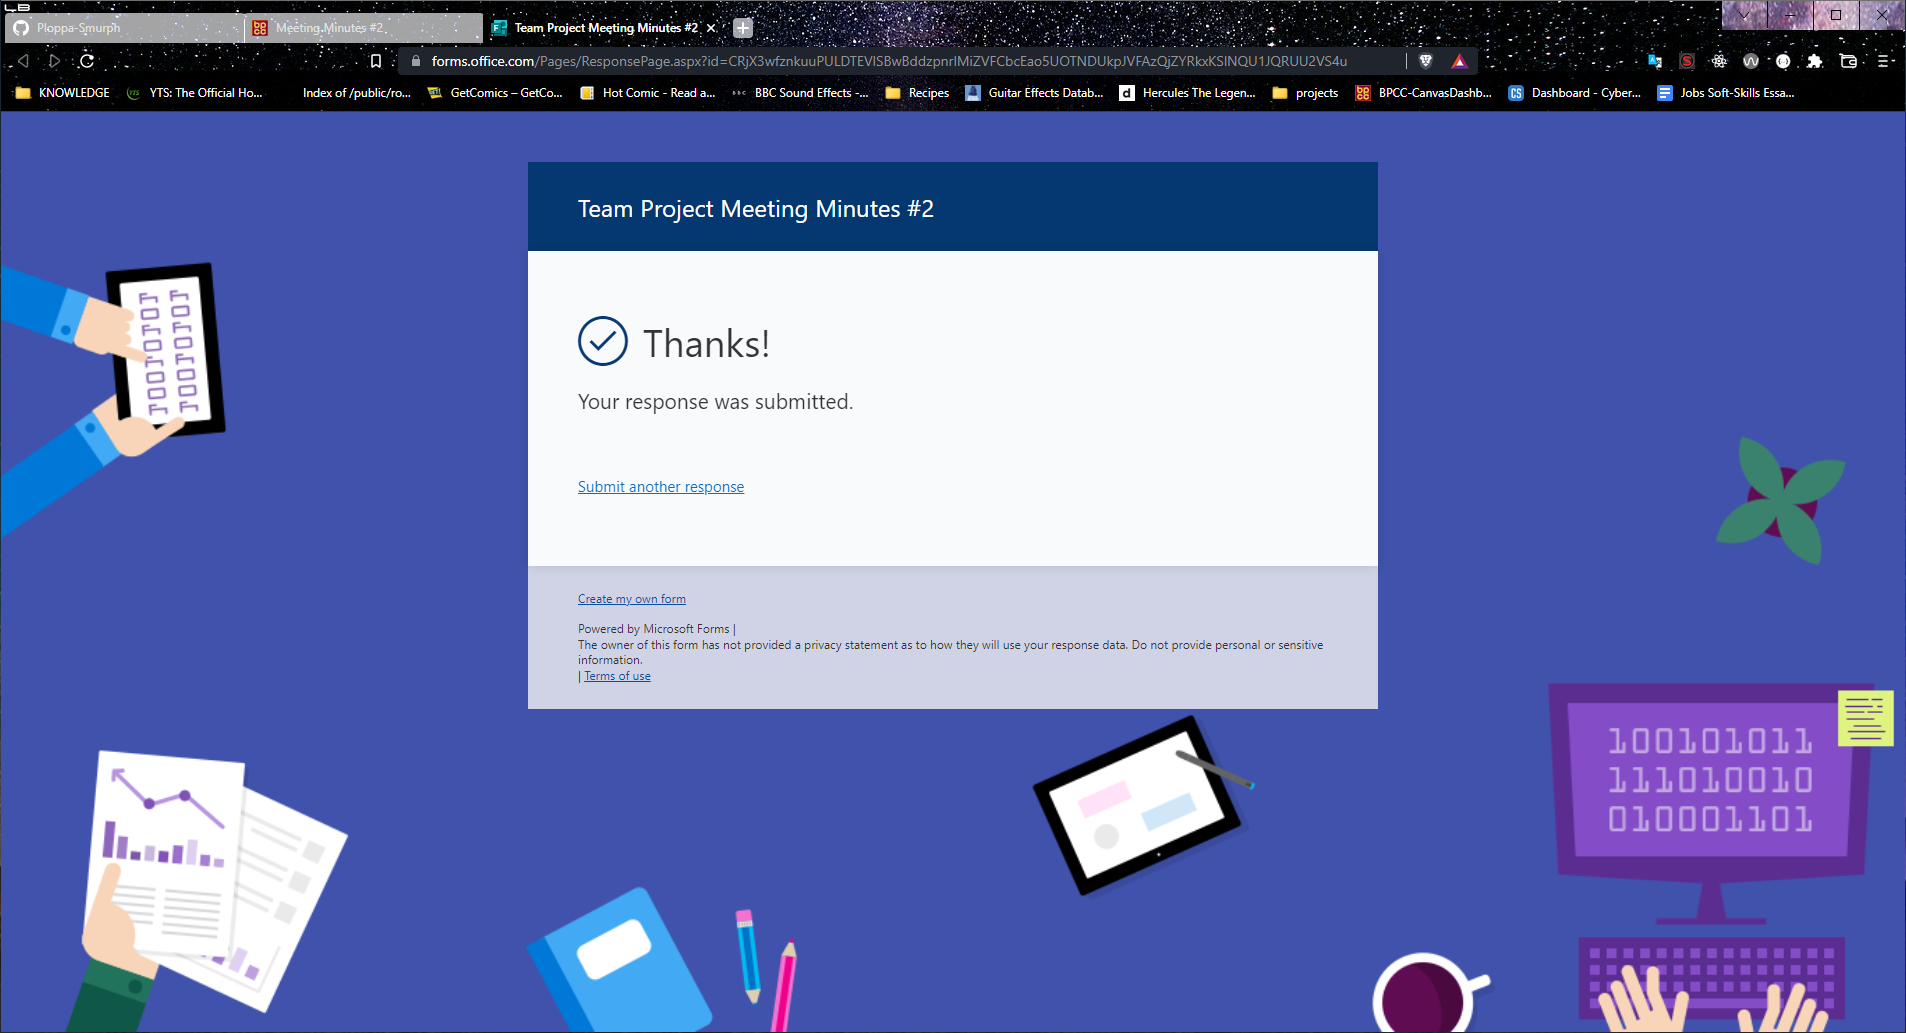 Ploppa-Smurph
Meeting Minutes #2
Team Project Meeting Minutes #2
forms.office.com/Pages/ResponsePage.aspx?id=CRjX3wfznkuuPULDTEVISBwBddzpnrlMiZVFCbcEao5UOTNDUkpJVFAzQjZYRkxKSlNQU1JQRUU2VS4u
KNOWLEDGE
YTS: The Official Ho...
Index of /public/ro...
GetComics – GetCo...
Hot Comic - Read a...
BBC Sound Effects -...
Recipes
Guitar Effects Datab...
Hercules The Legen...
projects
BPCC-CanvasDashb...
Dashboard - Cyber...
Jobs Soft-Skills Essa...
Team Project Meeting Minutes #2
Thanks!
Your response was submitted.
Submit another response
Create my own form
Powered by Microsoft Forms |
The owner of this form has not provided a privacy statement as to how they will use your response data. Do not provide personal or sensitive
information.
| Terms of use
100101011
111010010
010001101